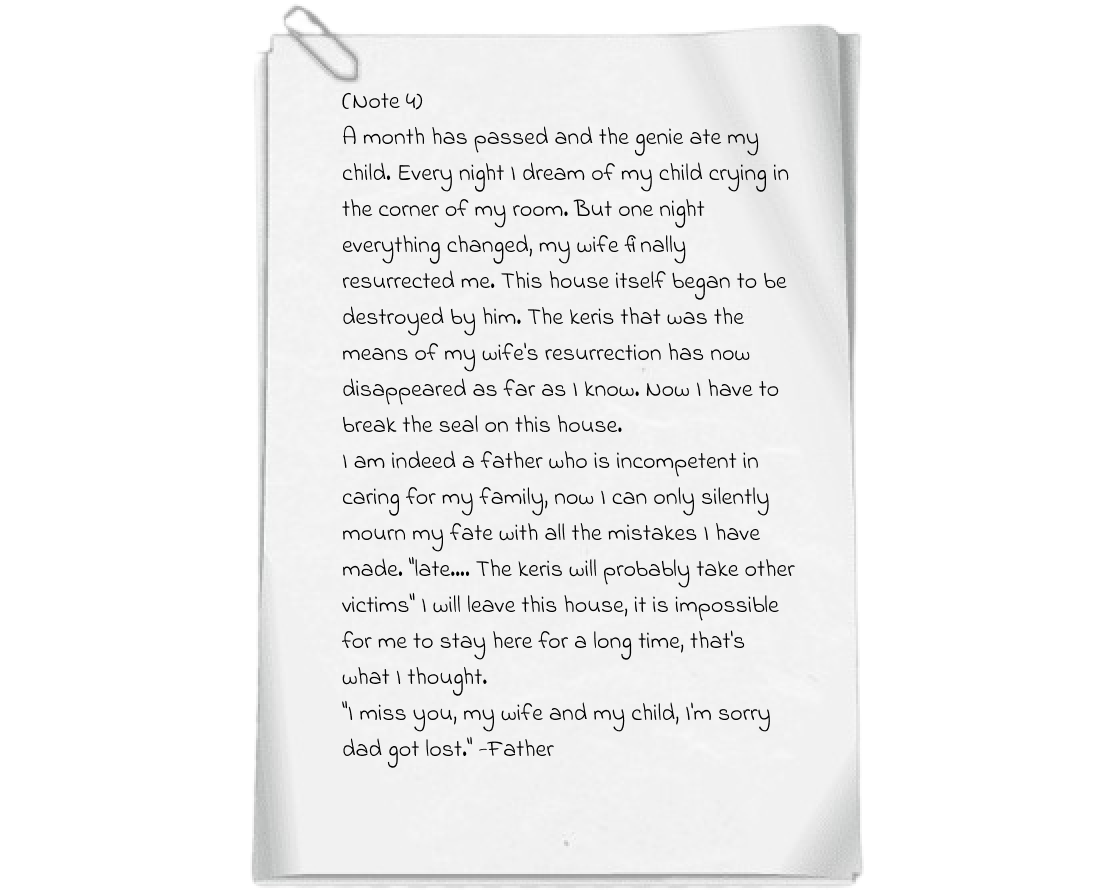 (Note 4)
A month has passed and the genie ate my
child. Every night I dream of my child crying in
the corner of my room. But one night
everything changed, my wife finally
resurrected me. This house itself began to be
destroyed by him. The keris that was the
means of my wife's resurrection has now
disappeared as far as I know. Now I have to
break the seal on this house.
I am indeed a father who is incompetent in
caring for my family, now I can only silently
mourn my fate with all the mistakes I have
made. "late.... The keris will probably take other
victims" I will leave this house, it is impossible
for me to stay here for a long time, that's
what I thought.
"I miss you, my wife and my child, I'm sorry
dad got lost." -Father